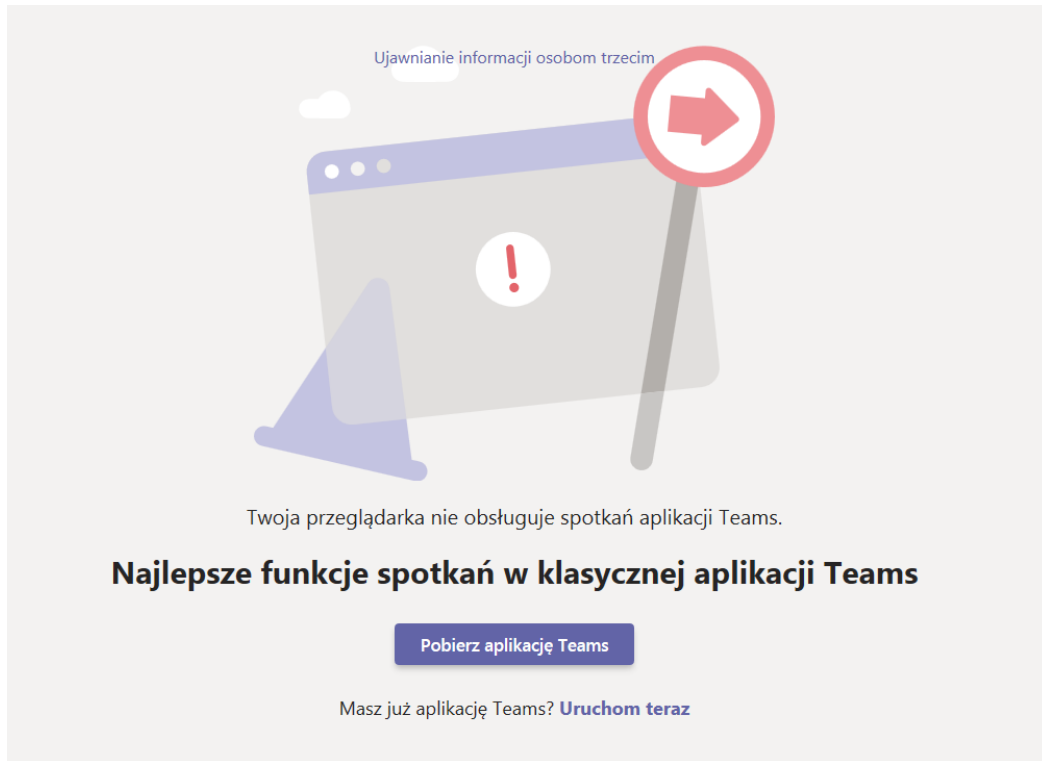 Ujawnianie informacji osobom trzecim
Twoja przeglądarka nie obsługuje spotkań aplikacji Teams.
Najlepsze funkcje spotkań w klasycznej aplikacji Teams
Pobierz aplikację Teams
Masz już aplikację Teams? Uruchom teraz